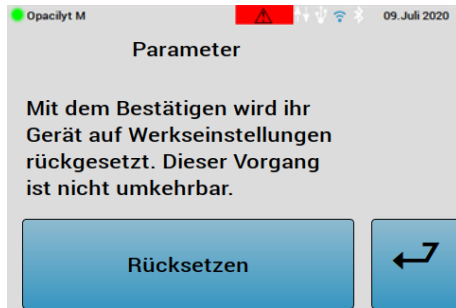 Opacilyt M 09. Juli 2020
Parameter
Mit dem Bestätigen wird ihr
Gerät auf Werkseinstellungen
rückgesetzt. Dieser Vorgang
ist nicht umkehrbar.
Rücksetzen